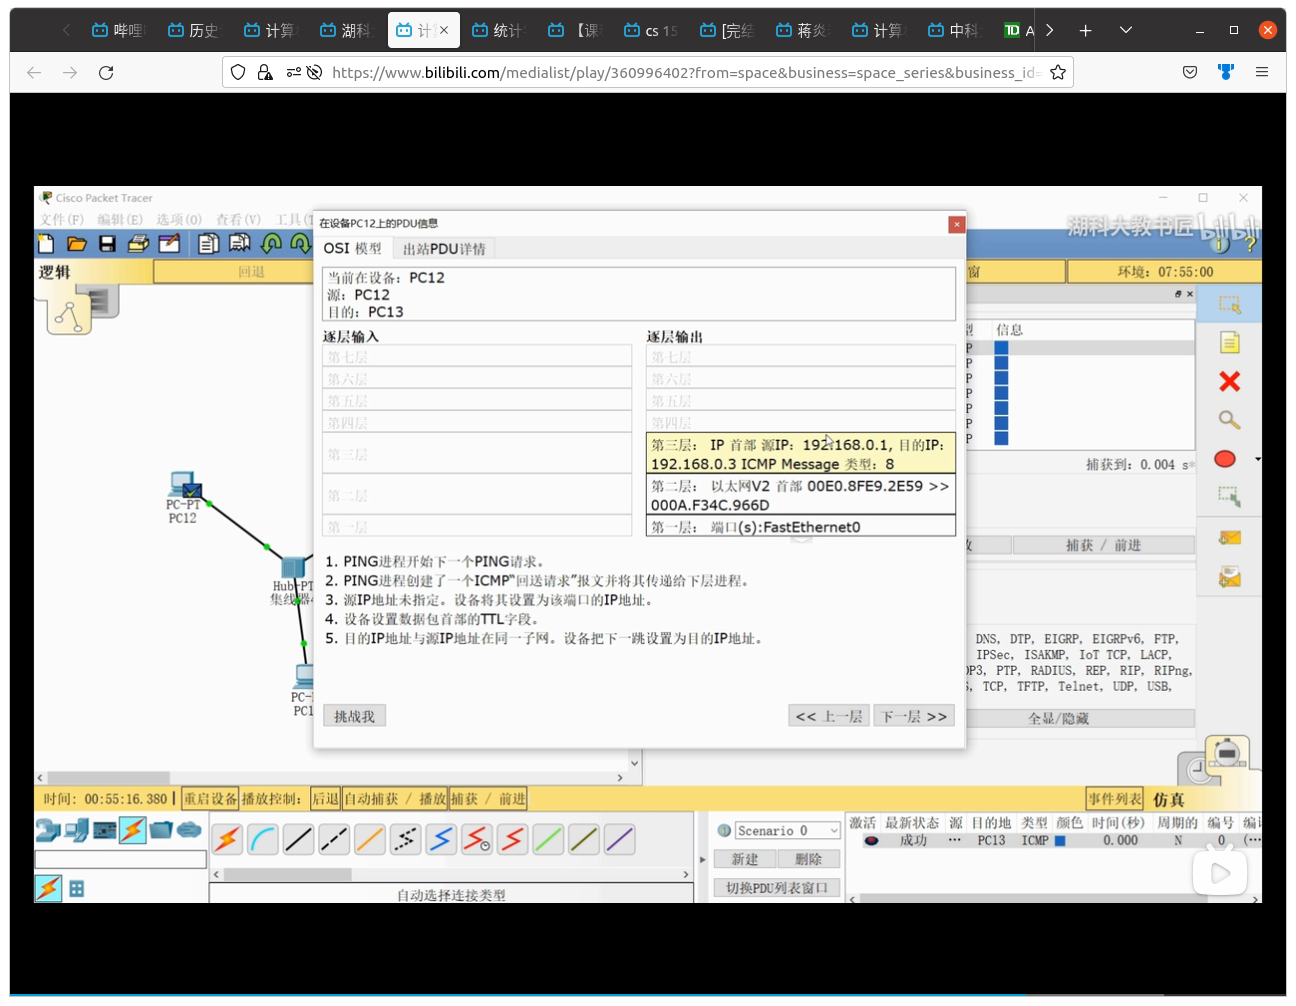 哔哩
历史
计算
湖科
计
统计
【课
cs 15
[完结
蒋炎
计算
中科
TD A
https://www.bilibili.com/medialist/play/360996402?from=space&business=space_series&business_id=
Cisco Packet Tracer
文件(F) 编辑(E) 选项(O) 查看(V) 工具(T
湖科大教书匠 bilibili
逻辑
回退
窗
环境: 07:55:00
在设备PC12上的PDU信息
OSI 模型
出站PDU详情
当前在设备: PC12
源: PC12
目的: PC13
逐层输入
逐层输出
第七层
第七层
第六层
第六层
第五层
第五层
第四层
第四层
第三层
第三层: IP 首部 源IP: 192.168.0.1, 目的IP:
192.168.0.3 ICMP Message 类型: 8
第二层
第二层: 以太网V2 首部 00E0.8FE9.2E59 >>
000A.F34C.966D
第一层
第一层: 端口(s):FastEthernet0
1. PING进程开始下一个PING请求。
2. PING进程创建了一个ICMP“回送请求”报文并将其传递给下层进程。
3. 源IP地址未指定。设备将其设置为该端口的IP地址。
4. 设备设置数据包首部的TTL字段。
5. 目的IP地址与源IP地址在同一子网。设备把下一跳设置为目的IP地址。
挑战我
<< 上一层
下一层 >>
型 信息
P
P
P
P
P
P
P
捕获到: 0.004 s*
捕获 / 前进
DNS, DTP, EIGRP, EIGRPv6, FTP,
IPSec, ISAKMP, IoT TCP, LACP,
DP3, PTP, RADIUS, REP, RIP, RIPng,
S, TCP, TFTP, Telnet, UDP, USB,
全显/隐藏
PC-PT
PC12
Hub-PT
集线器4
PC-
PC1
时间: 00:55:16.380
重启设备
播放控制:
后退
自动捕获 / 播放
捕获 / 前进
事件列表
仿真
自动选择连接类型
Scenario 0
新建
删除
切换PDU列表窗口
激活 最新状态 源 目的地 类型 颜色 时间(秒) 周期的 编号 编辑
成功 ... PC13 ICMP 0.000 N 0 (...